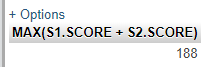 + Options
MAX(S1.SCORE + S2.SCORE)
188